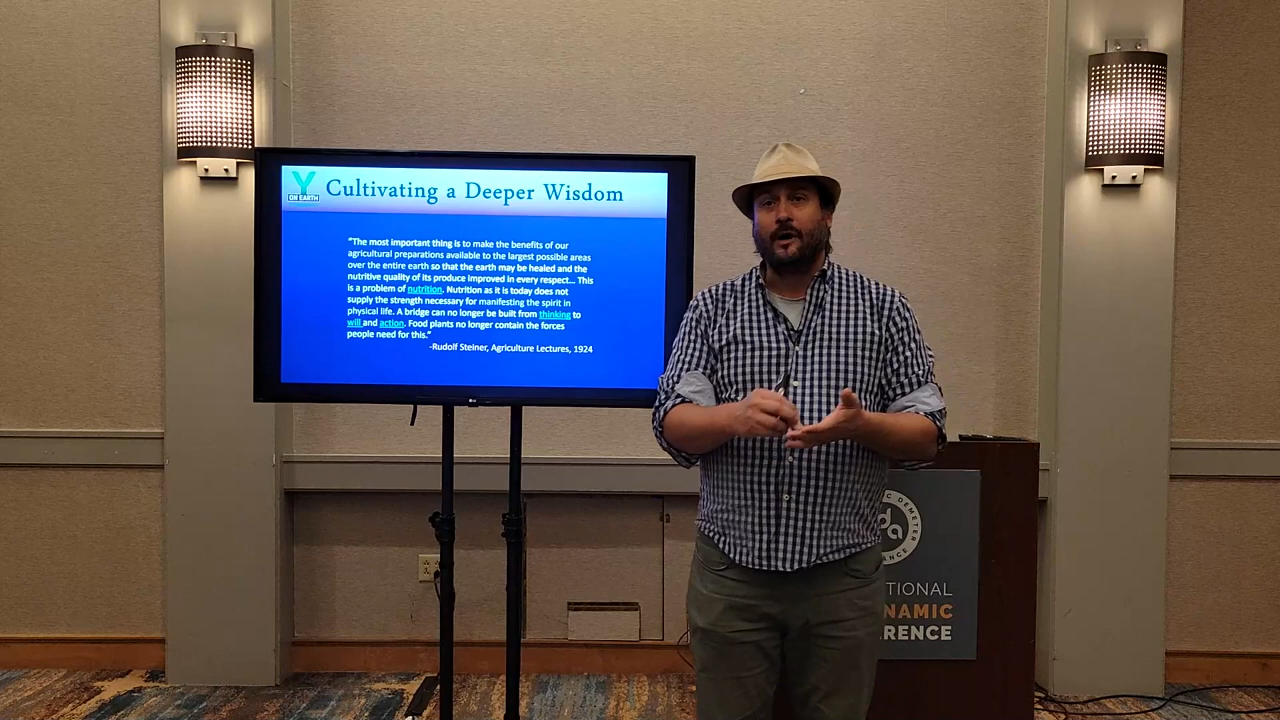 Y
ON EARTH
Cultivating a Deeper Wisdom
"The most important thing is to make the benefits of our
agricultural preparations available to the largest possible areas
over the entire earth so that the earth may be healed and the
nutritive quality of its produce improved in every respect... This
is a problem of nutrition. Nutrition as it is today does not
supply the strength necessary for manifesting the spirit in
physical life. A bridge can no longer be built from thinking to
will and action. Food plants no longer contain the forces
people need for this."
-Rudolf Steiner, Agriculture Lectures, 1924
LG
C DEMETER
da
ANCE
TIONAL
NAMIC
RENCE